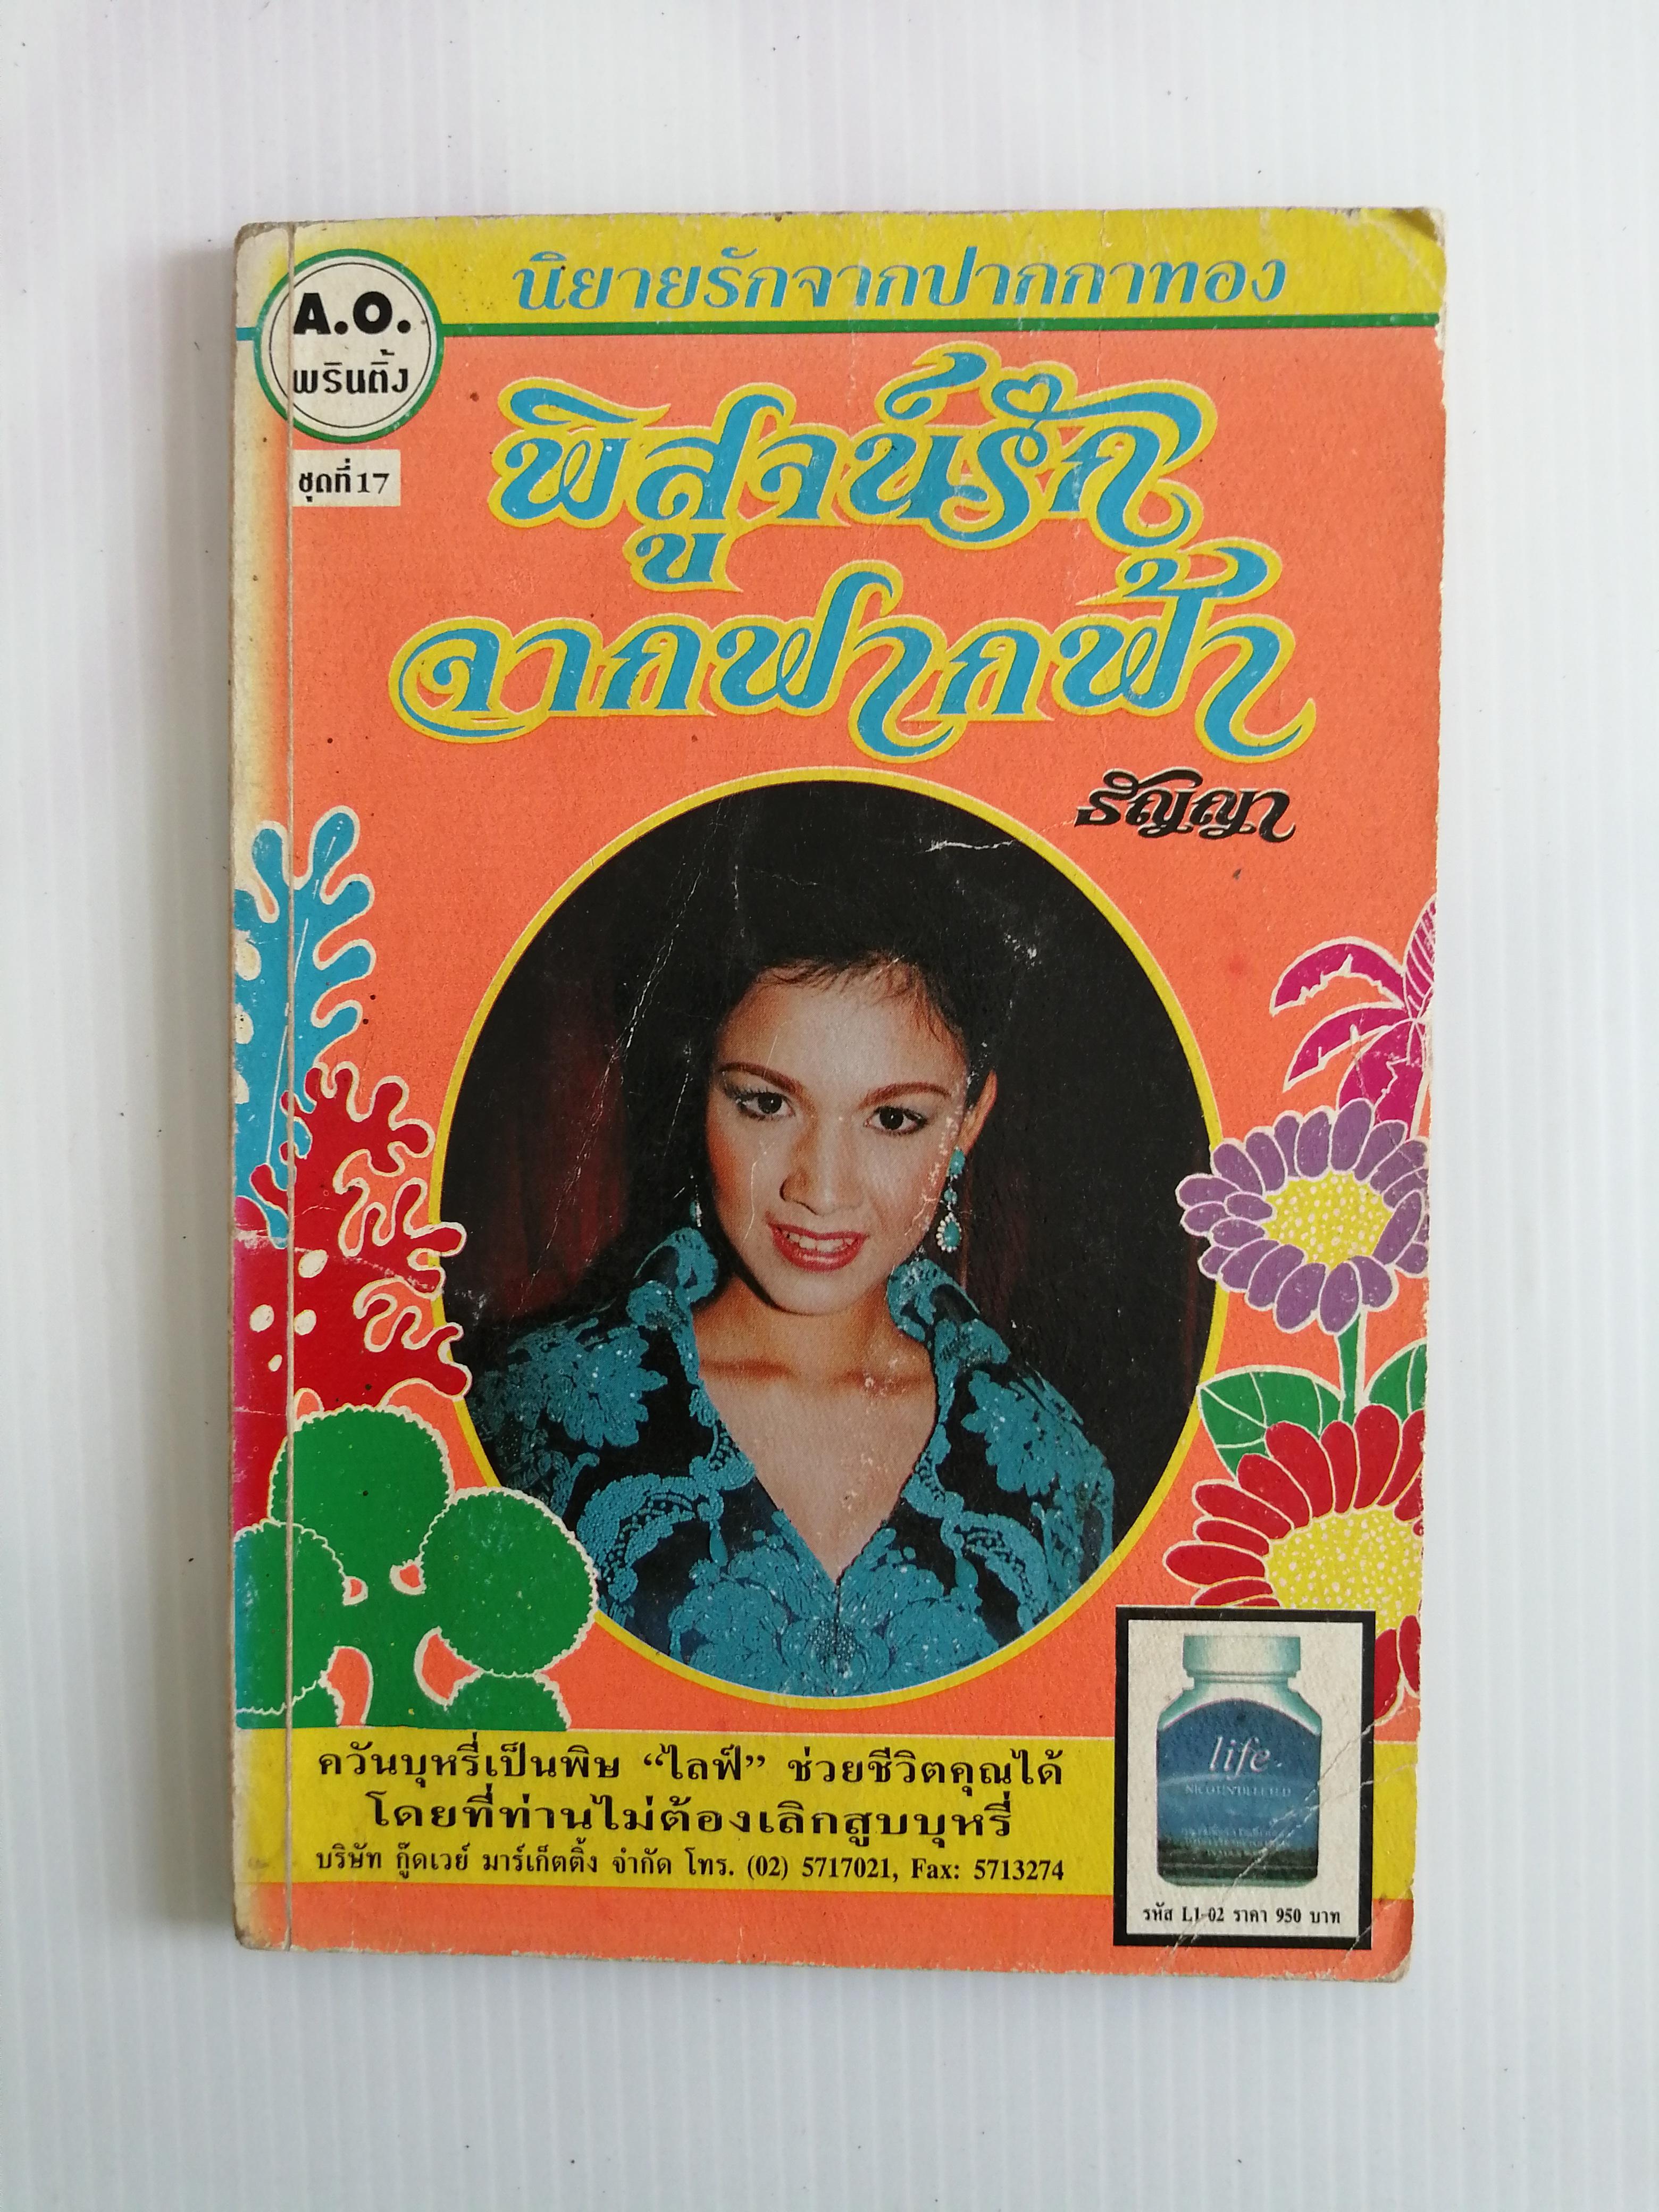 นิยายรักจากปากกาทอง
A.O.
พรินติ้ง
ชุดที่ 17
พิสูจน์รัก
จากฟากฟ้า
ธัญญา
ควันบุหรี่เป็นพิษ “ไลฟ์” ช่วยชีวิตคุณได้
โดยที่ท่านไม่ต้องเลิกสูบบุหรี่
บริษัท กู๊ดเวย์ มาร์เก็ตติ้ง จำกัด โทร. (02) 5717021, Fax: 5713274
life
รหัส L1-02 ราคา 950 บาท